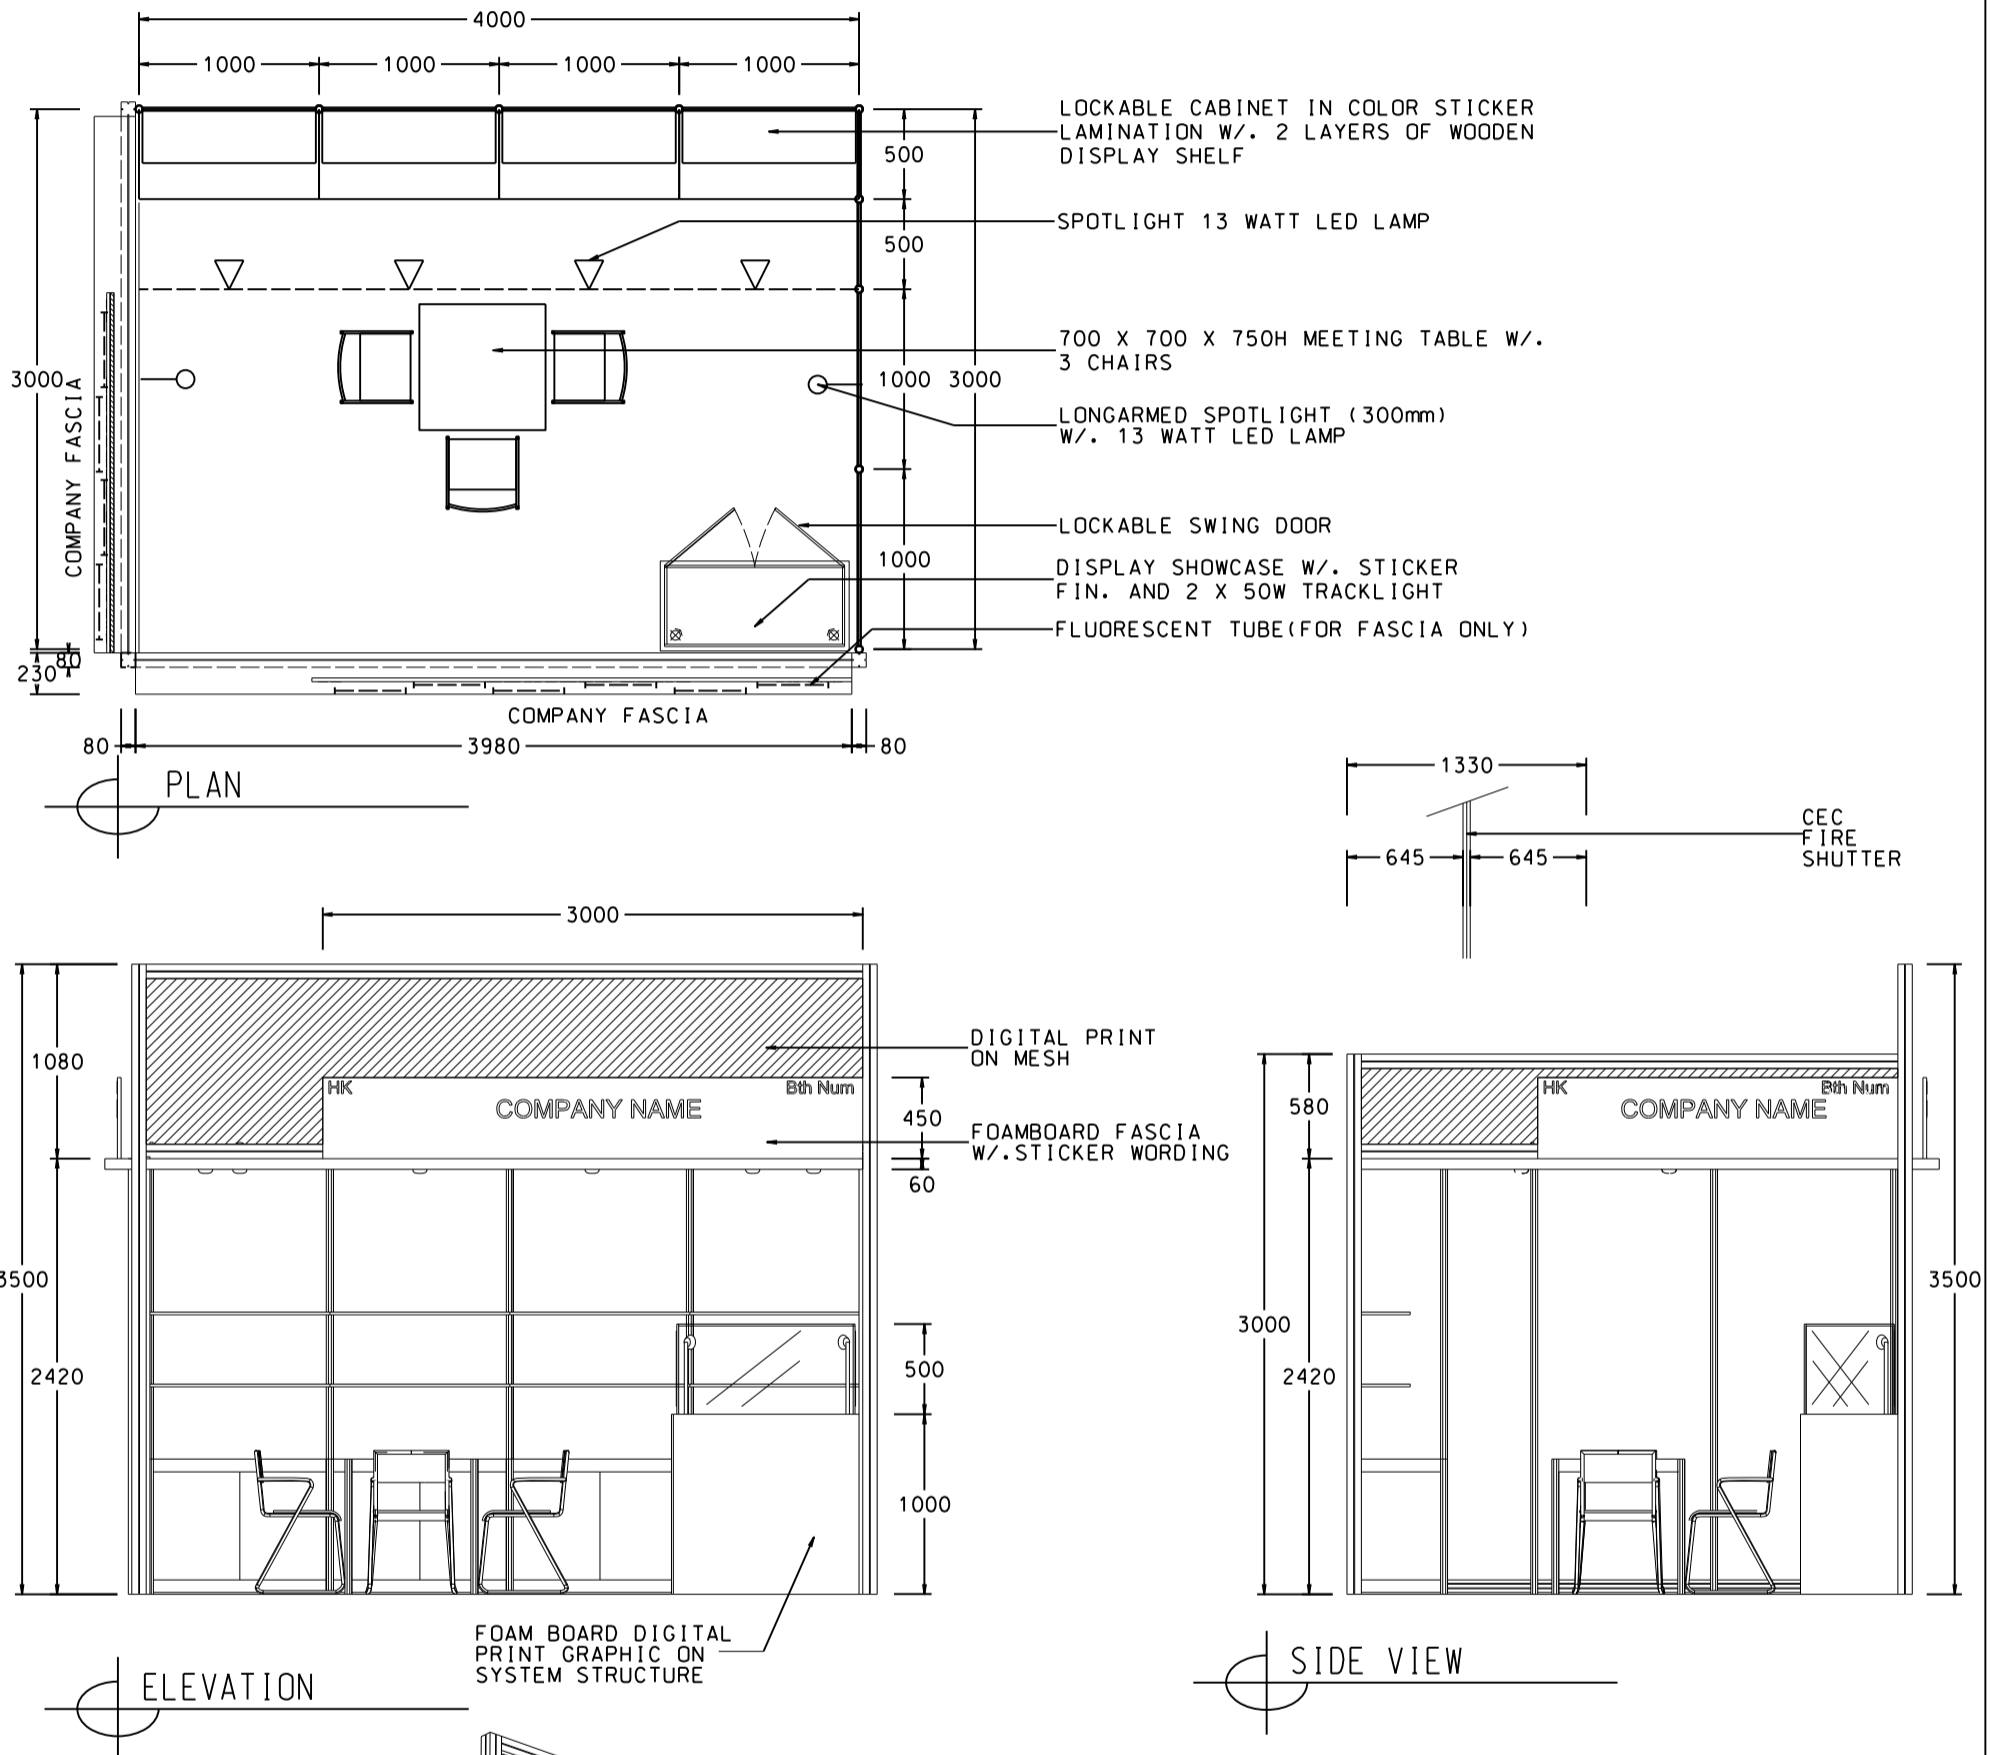 4000
1000 1000 1000 1000
LOCKABLE CABINET IN COLOR STICKER
LAMINATION W/. 2 LAYERS OF WOODEN
DISPLAY SHELF
500
SPOTLIGHT 13 WATT LED LAMP
500
700 X 700 X 750H MEETING TABLE W/.
3 CHAIRS
3000
1000 3000
COMPANY FASCIA
LONGARMED SPOTLIGHT (300mm)
W/. 13 WATT LED LAMP
LOCKABLE SWING DOOR
1000
DISPLAY SHOWCASE W/. STICKER
FIN. AND 2 X 50W TRACKLIGHT
FLUORESCENT TUBE(FOR FASCIA ONLY)
80
230
COMPANY FASCIA
80 3980 80
PLAN
1330
CEC
FIRE
SHUTTER
645 645
3000
DIGITAL PRINT
ON MESH
1080
HK Bth Num
COMPANY NAME
450
FOAMBOARD FASCIA
W/.STICKER WORDING
60
3500
2420
500
1000
FOAM BOARD DIGITAL
PRINT GRAPHIC ON
SYSTEM STRUCTURE
ELEVATION
HK Bth Num
COMPANY NAME
580
3500
3000
2420
SIDE VIEW